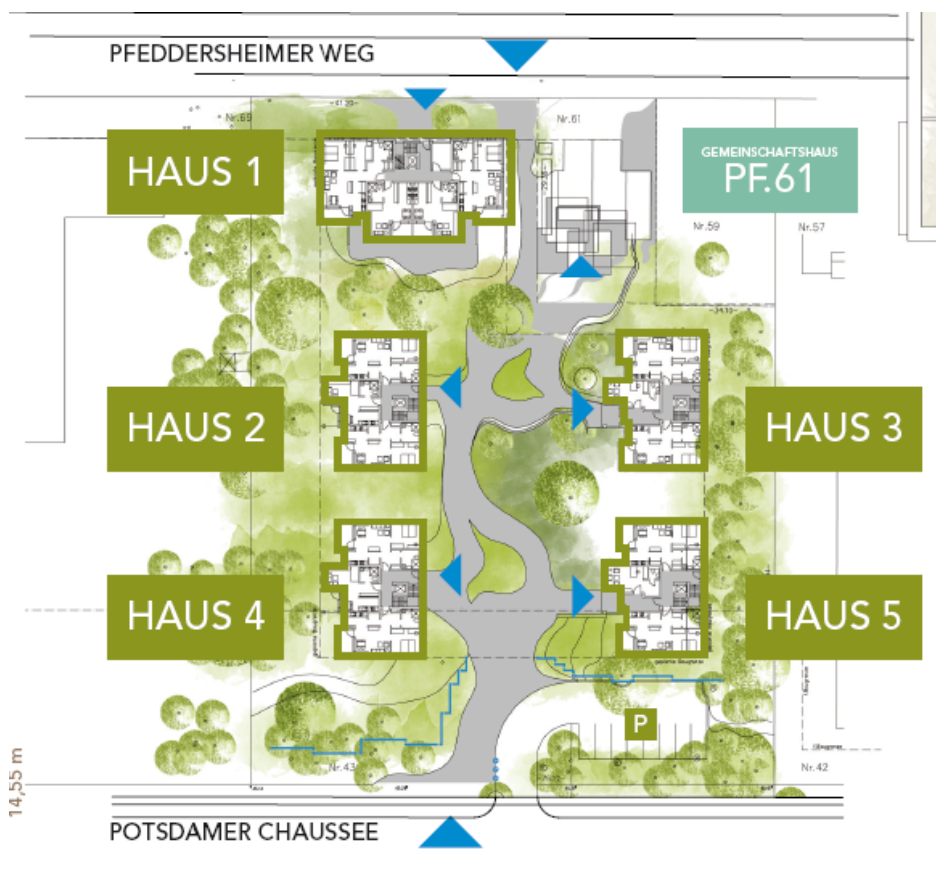 PFEDDERSHEIMER WEG
Nr.61
HAUS 1
GEMEINSCHAFTSHAUS
PF.61
Nr.59
Nr.57
HAUS 2
HAUS 3
HAUS 4
HAUS 5
P
Nr.43
Nr.42
14,55 m
POTSDAMER CHAUSSEE